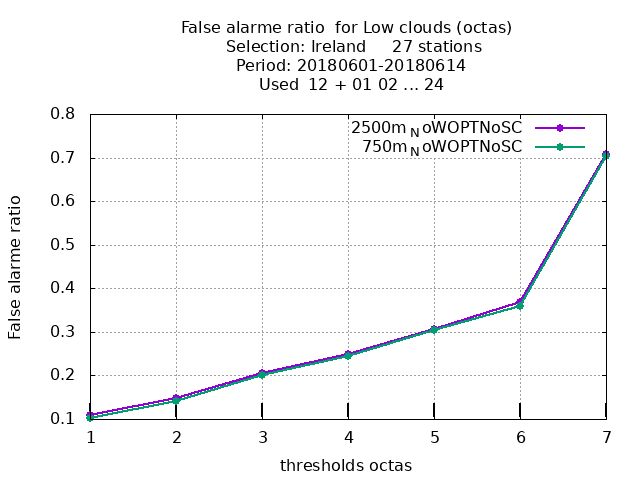 False alarme ratio  for Low clouds (octas)
Selection: Ireland     27 stations
Period: 20180601-20180614
Used  12 + 01 02 ... 24
2500m_NoWOPTNoSC
750m_NoWOPTNoSC
0.8
0.7
0.6
0.5
0.4
0.3
0.2
0.1
False alarme ratio
1 2 3 4 5 6 7
thresholds octas